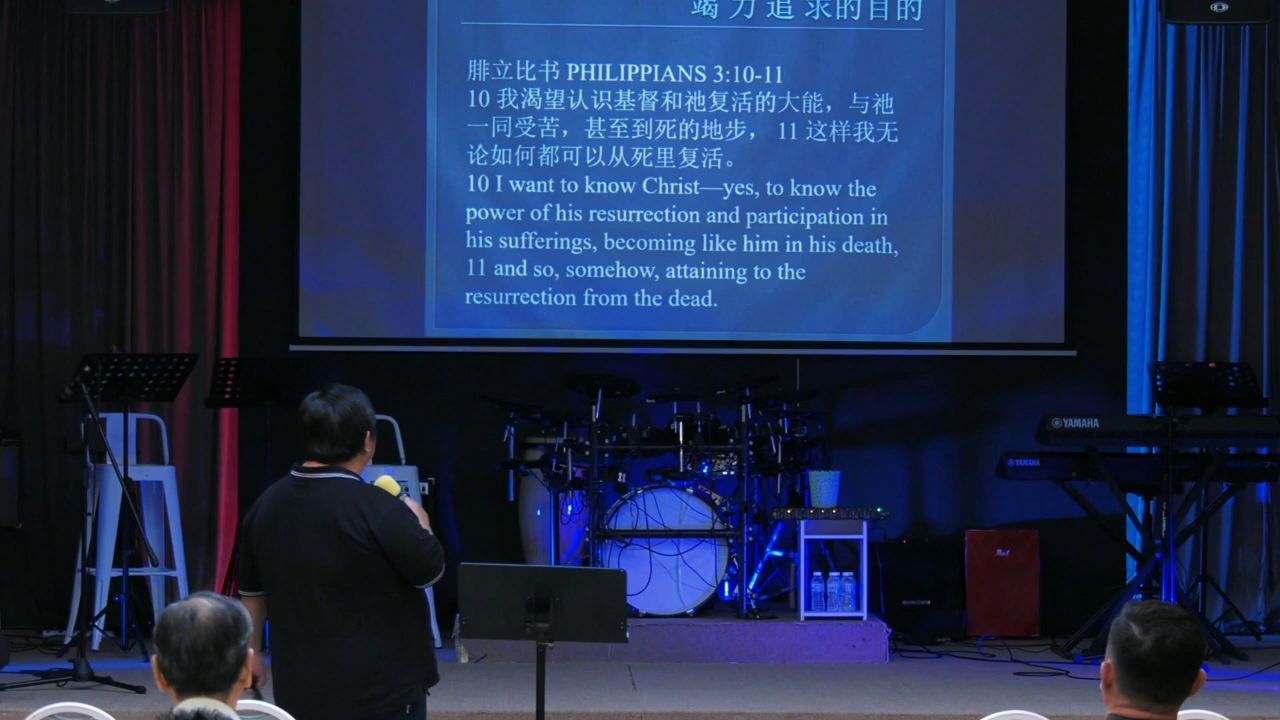 竭 力 追 求的目的
腓立比书 PHILIPPIANS 3:10-11
10 我渴望认识基督和祂复活的大能，与祂
一同受苦，甚至到死的地步， 11 这样我无
论如何都可以从死里复活。
10 I want to know Christ—yes, to know the
power of his resurrection and participation in
his sufferings, becoming like him in his death,
11 and so, somehow, attaining to the
resurrection from the dead.
YAMAHA
YAMAHA